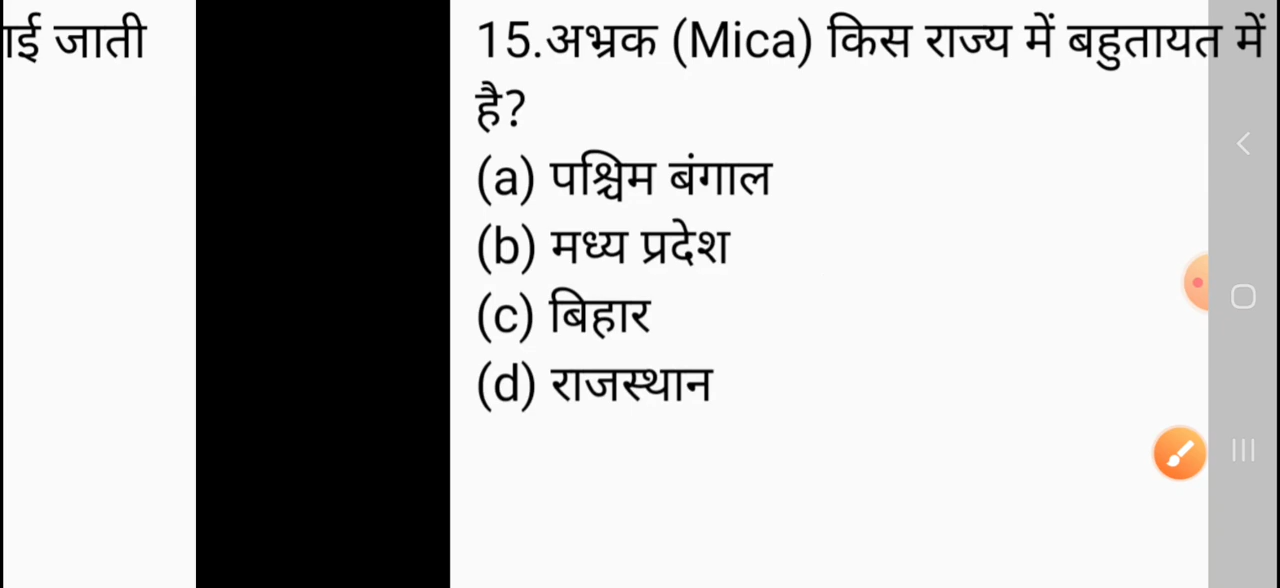 ाई जाती
15.अभ्रक (Mica) किस राज्य में बहुतायत में
है?
(a) पश्चिम बंगाल
(b) मध्य प्रदेश
(c) बिहार
(d) राजस्थान